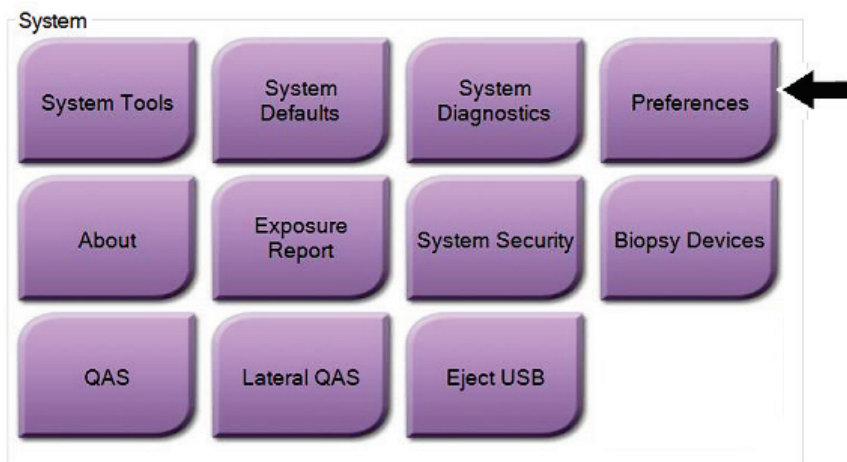 System
System Tools
System
Defaults
System
Diagnostics
Preferences
About
Exposure
Report
System Security
Biopsy Devices
QAS
Lateral QAS
Eject USB